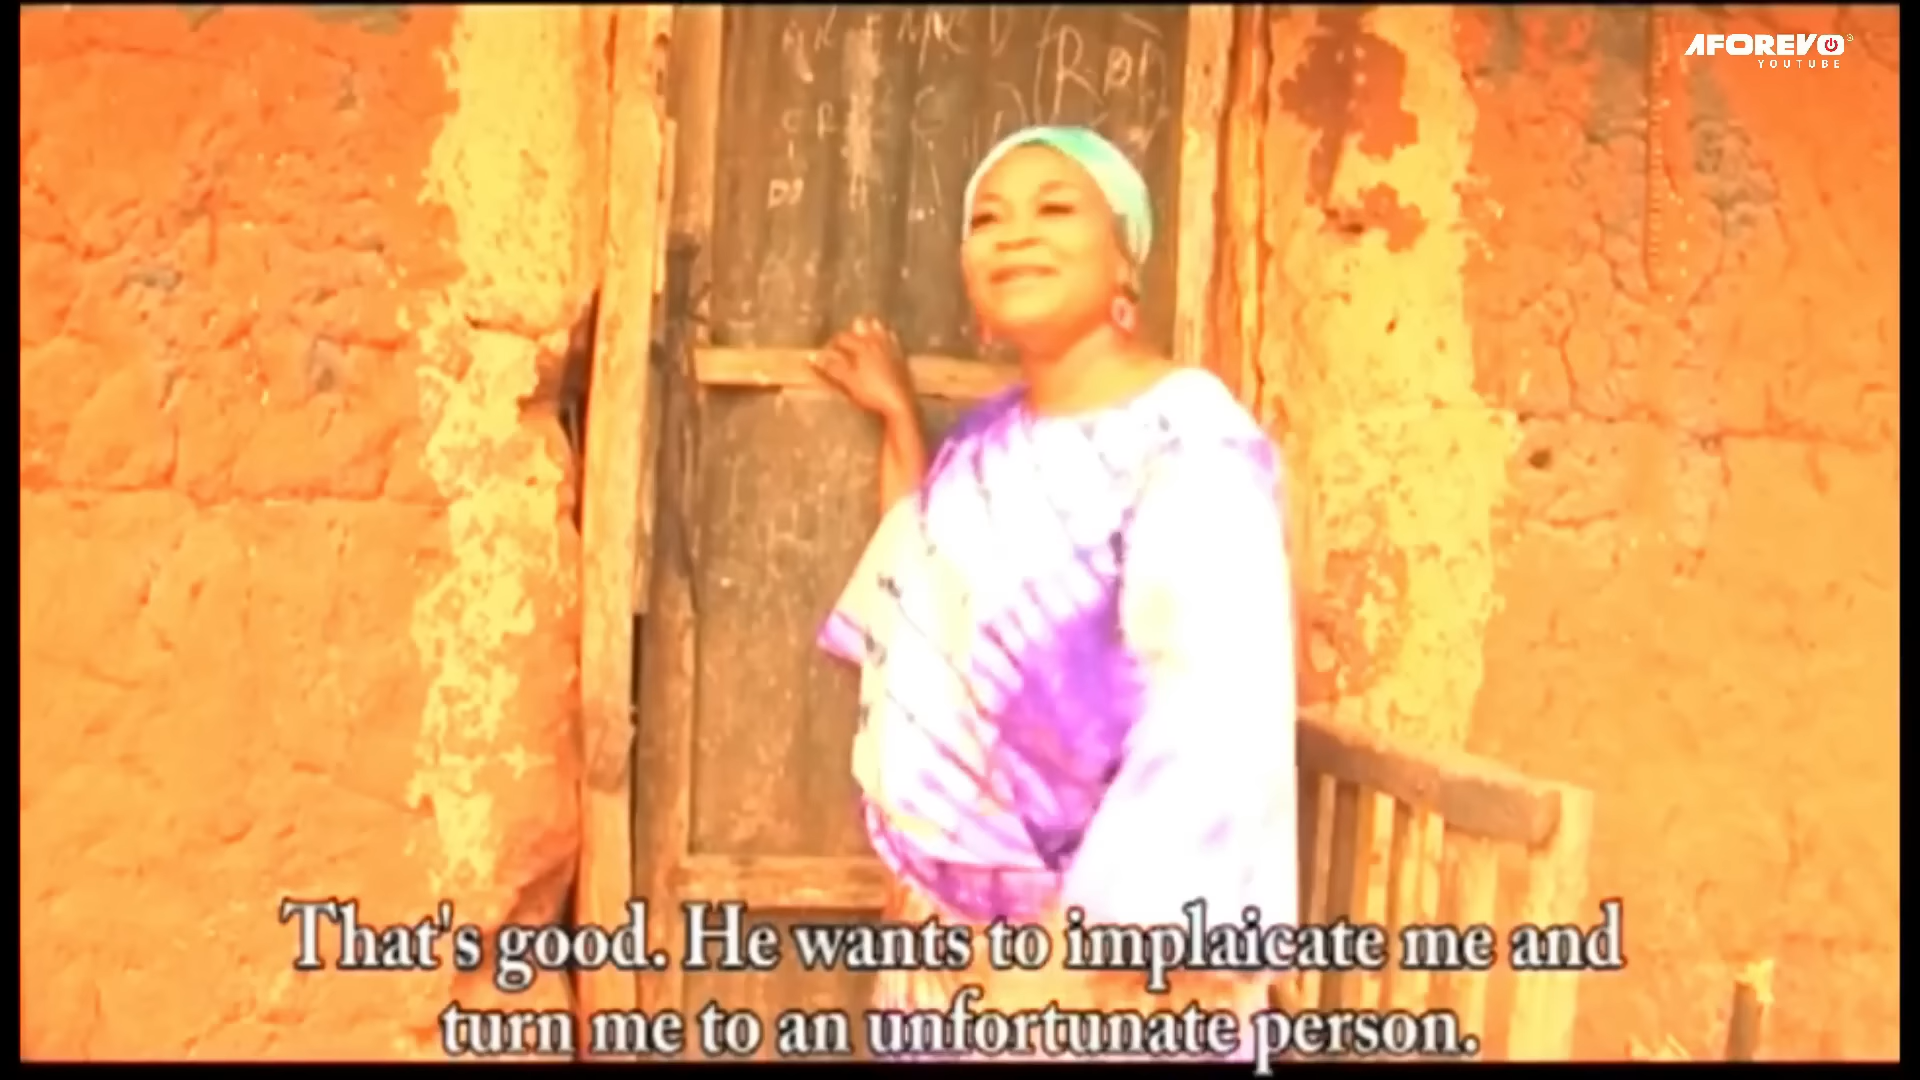 AFOREVO
YOUTUBE
That's good. He wants to implaicate me and
turn me to an unfortunate person.